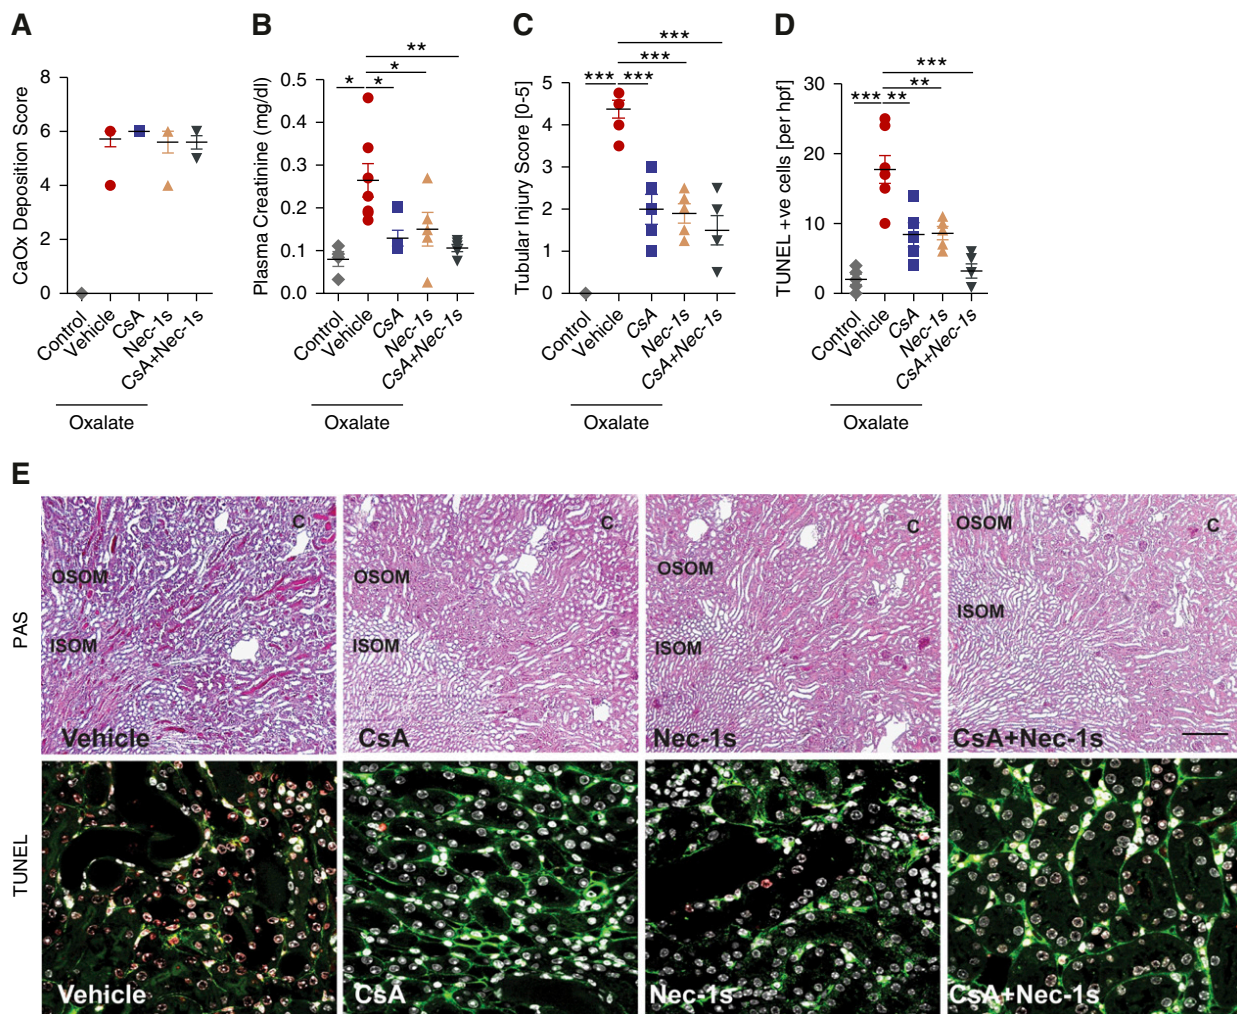 A
CaOx Deposition Score
8
6
4
2
0
Control
Vehicle
CsA
Nec-1s
CsA+Nec-1s
Oxalate
B
Plasma Creatinine (mg/dl)
0.5
0.4
0.3
0.2
0.1
0.0
*
*
*
**
Control
Vehicle
CsA
Nec-1s
CsA+Nec-1s
Oxalate
C
Tubular Injury Score [0-5]
5
4
3
2
1
0
***
***
***
***
Control
Vehicle
CsA
Nec-1s
CsA+Nec-1s
Oxalate
D
TUNEL +ve cells [per hpf]
30
20
10
0
***
**
**
***
Control
Vehicle
CsA
Nec-1s
CsA+Nec-1s
Oxalate
E
PAS
C
OSOM
ISOM
Vehicle
C
OSOM
ISOM
CsA
C
OSOM
ISOM
Nec-1s
OSOM
C
ISOM
CsA+Nec-1s
TUNEL
Vehicle
CsA
Nec-1s
CsA+Nec-1s